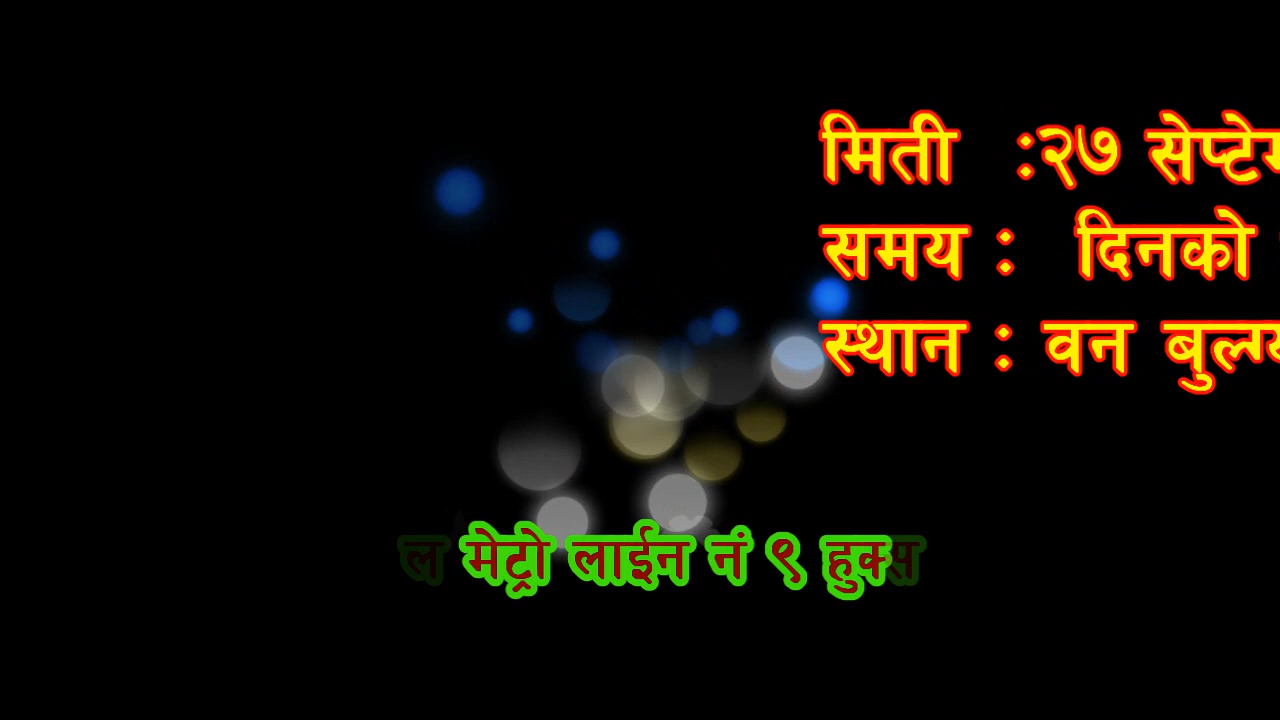 मिती :२७
समय : दिनको
स्थान : वन
ल मेट्रो लाईन नं ९ हुक्स